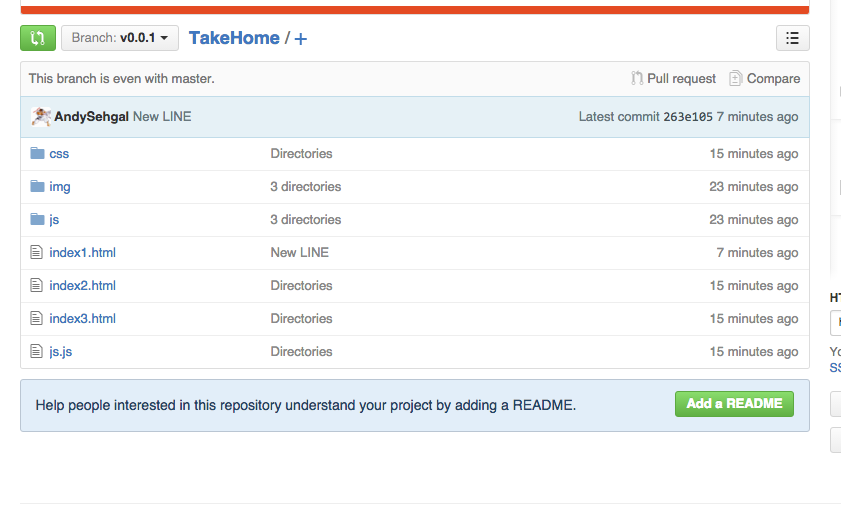 Branch: v0.0.1 TakeHome / +
This branch is even with master. Pull request Compare
AndySehgal New LINE Latest commit 263e105 7 minutes ago
css Directories 15 minutes ago
img 3 directories 23 minutes ago
js 3 directories 23 minutes ago
index1.html New LINE 7 minutes ago
index2.html Directories 15 minutes ago
index3.html Directories 15 minutes ago
js.js Directories 15 minutes ago
Help people interested in this repository understand your project by adding a README. Add a README